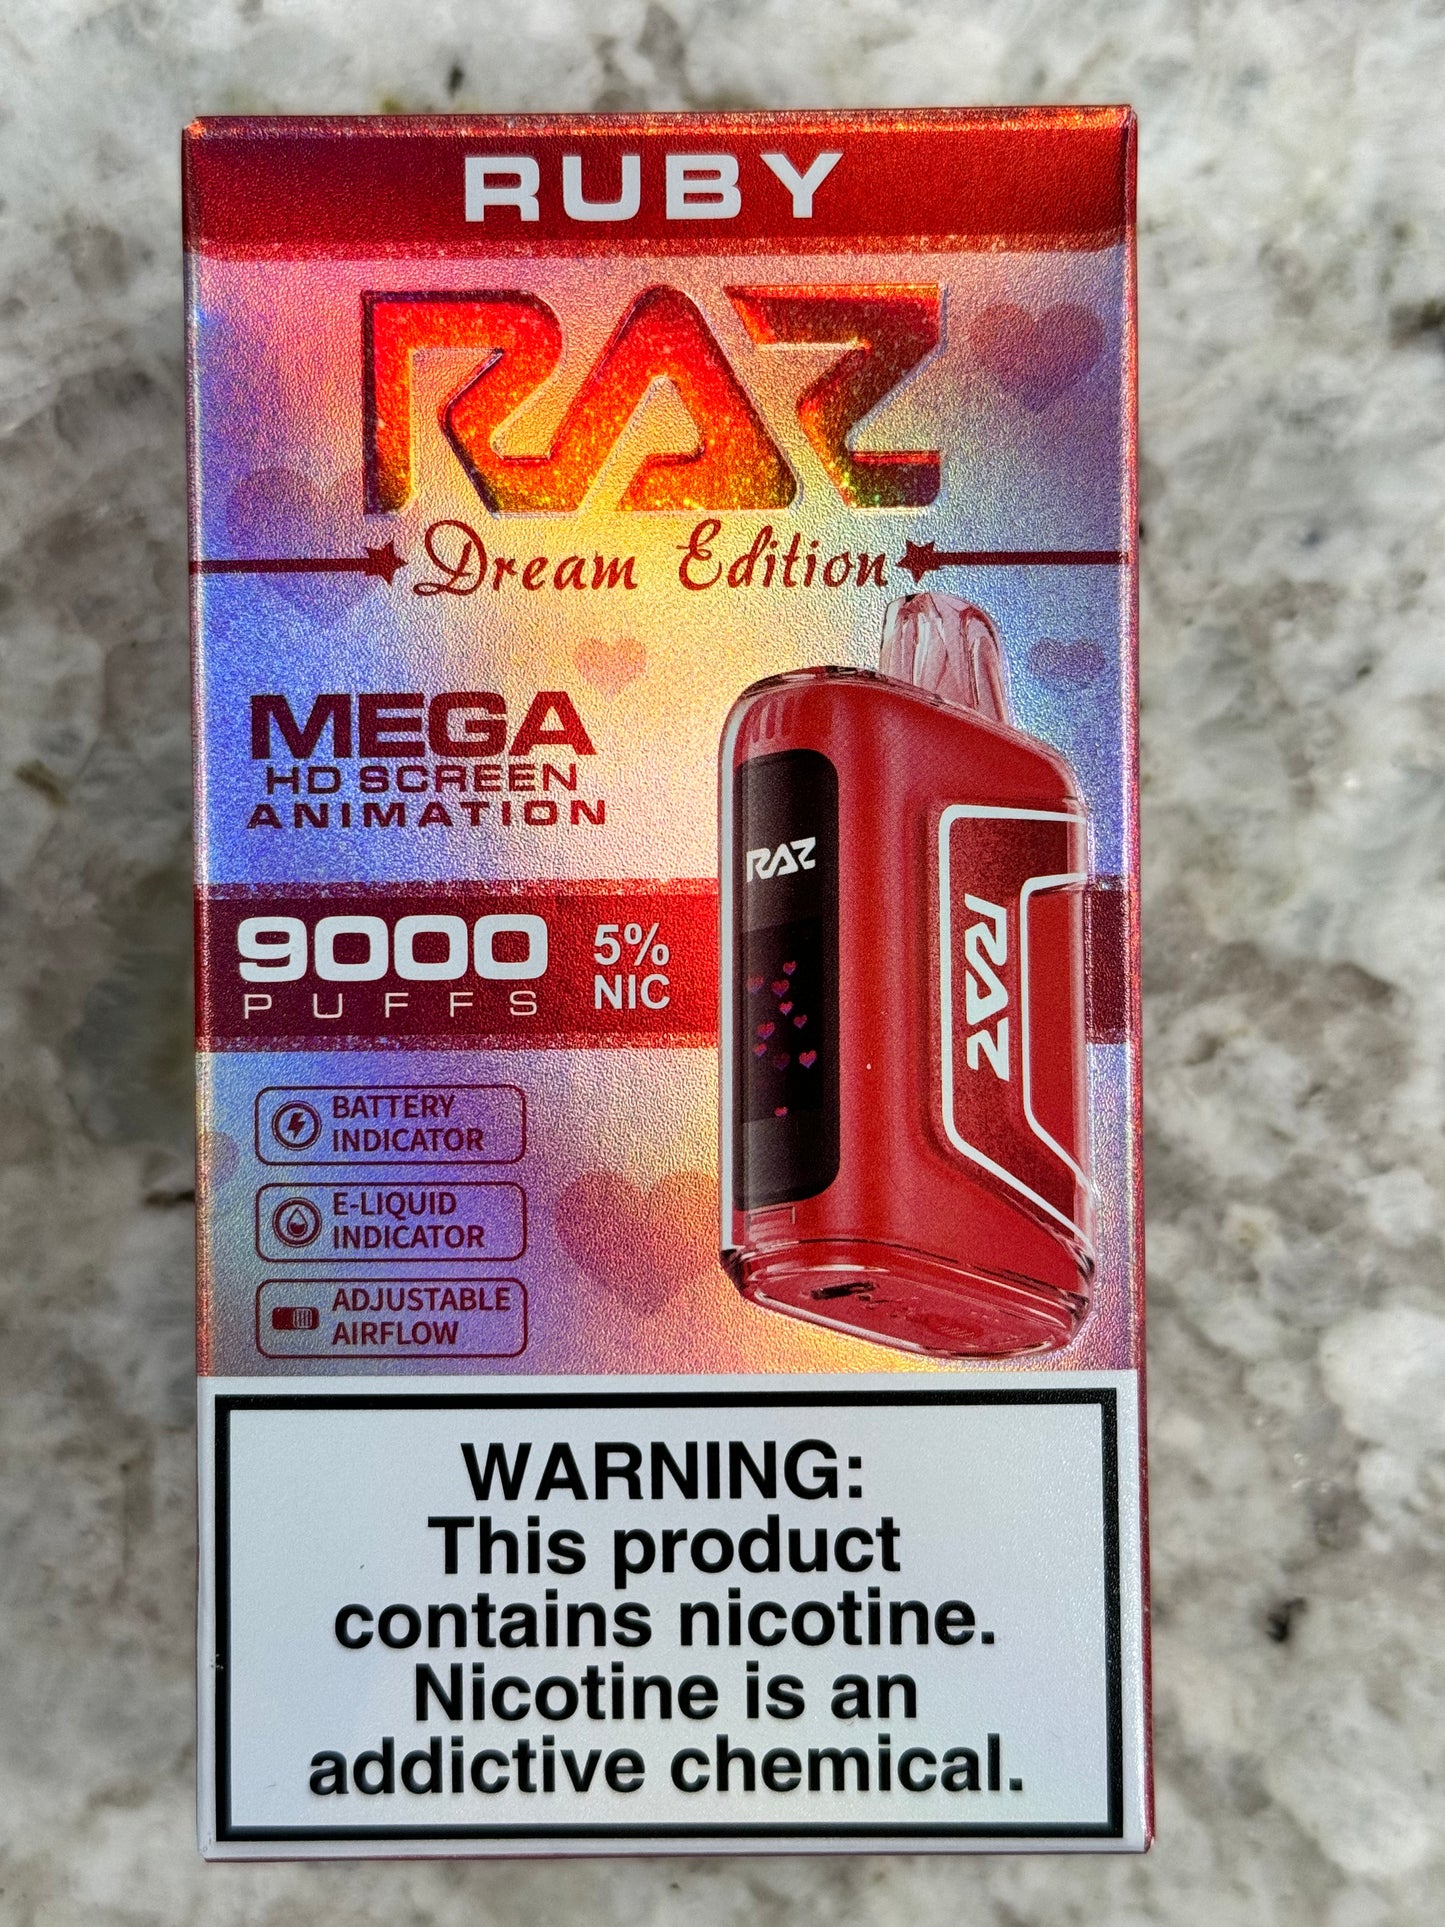 RUBY
RAZ
Dream Edition
MEGA
HD SCREEN
ANIMATION
9000
PUFFS
5%
NIC
RAZ
RAZ
BATTERY
INDICATOR
E-LIQUID
INDICATOR
ADJUSTABLE
AIRFLOW
WARNING:
This product
contains nicotine.
Nicotine is an
addictive chemical.